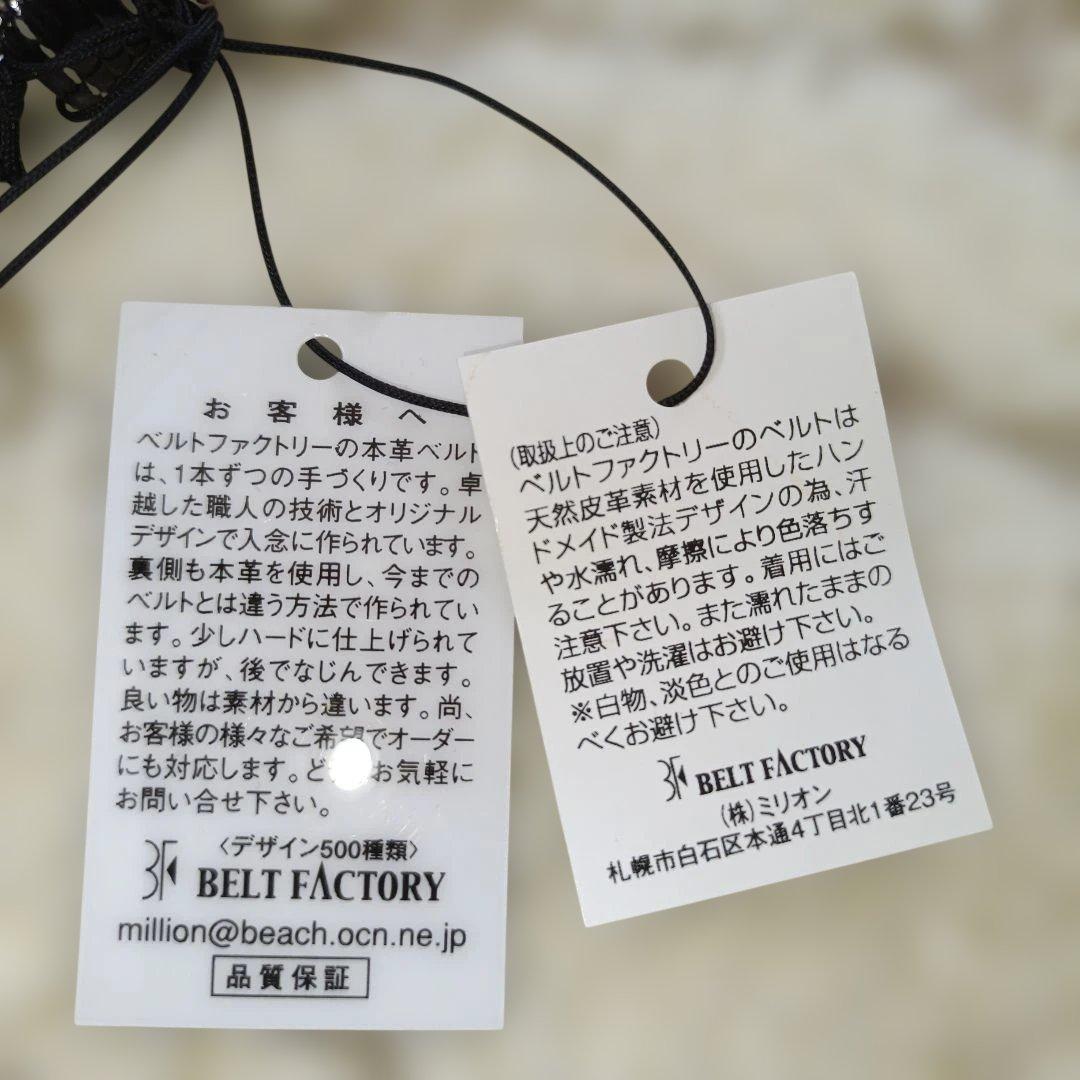 お客様へ
ベルトファクトリーの本革ベルト
は、1本ずつの手づくりです。卓
越した職人の技術とオリジナル
デザインで入念に作られています。
裏側も本革を使用し、今までの
ベルトとは違う方法で作られてい
ます。少しハードに仕上げられて
いますが、後でなじんできます。
良い物は素材から違います。尚、
お客様の様々なご希望でオーダー
にも対応します。ど お気軽に
お問い合せ下さい。
〈デザイン500種類〉
BF BELT FACTORY
million@beach.ocn.ne.jp
品質保証
(取扱上のご注意)
ベルトファクトリーのベルトは
天然皮革素材を使用したハン
ドメイド製法デザインの為、汗
や水濡れ、摩擦により色落ちす
ることがあります。着用にはご
注意下さい。また濡れたままの
放置や洗濯はお避け下さい。
※白物、淡色とのご使用はなる
べくお避け下さい。
BF BELT FACTORY
(株)ミリオン
札幌市白石区本通4丁目北1番23号